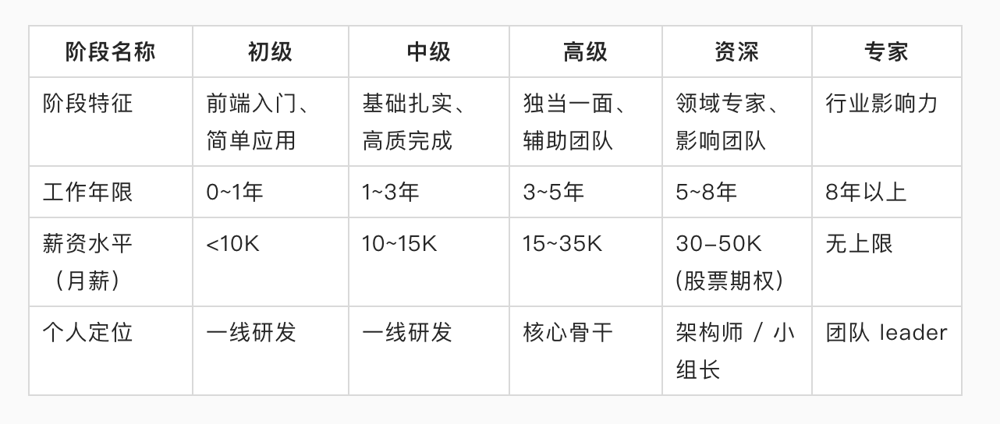 阶段名称 初级 中级 高级 资深 专家
阶段特征 前端入门、 基础扎实、 独当一面、 领域专家、 行业影响力
简单应用 高质完成 辅助团队 影响团队
工作年限 0~1年 1~3年 3~5年 5~8年 8年以上
薪资水平 <10K 10~15K 15~35K 30-50K 无上限
（月薪） (股票期权)
个人定位 一线研发 一线研发 核心骨干 架构师 / 小 团队 leader
组长